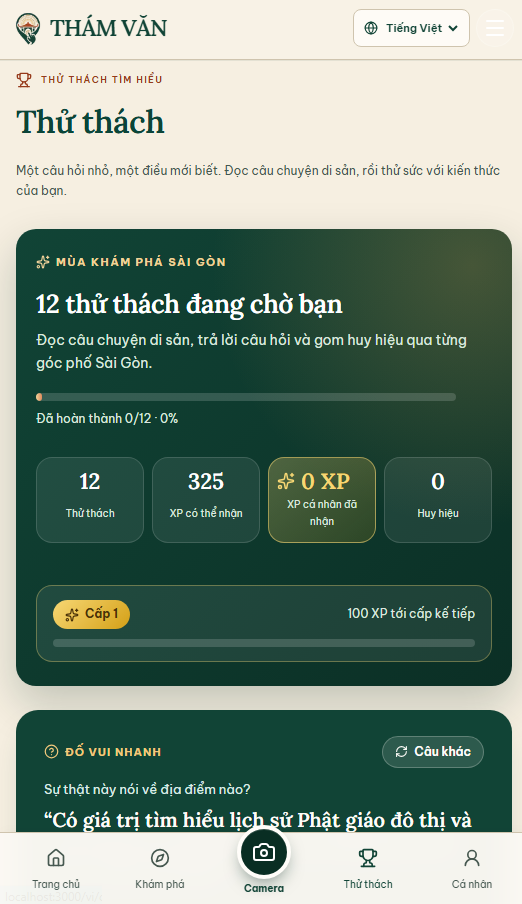 THÁM VĂN
Tiếng Việt
THỬ THÁCH TÌM HIỂU
Thử thách
Một câu hỏi nhỏ, một điều mới biết. Đọc câu chuyện di sản, rồi thử sức với kiến thức
của bạn.
MÙA KHÁM PHÁ SÀI GÒN
12 thử thách đang chờ bạn
Đọc câu chuyện di sản, trả lời câu hỏi và gom huy hiệu qua từng
góc phố Sài Gòn.
Đã hoàn thành 0/12 · 0%
12
Thử thách
325
XP có thể nhận
0 XP
XP cá nhân đã
nhận
0
Huy hiệu
Cấp 1
100 XP tới cấp kế tiếp
ĐỐ VUI NHANH
Câu khác
Sự thật này nói về địa điểm nào?
“Có giá trị tìm hiểu lịch sử Phật giáo đô thị và
Trang chủ
Khám phá
Camera
Thử thách
Cá nhân